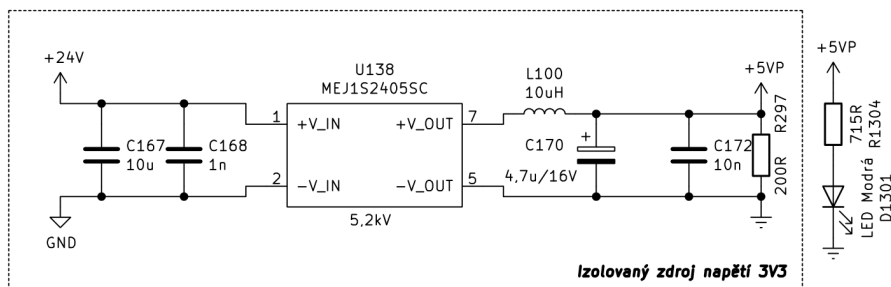 +24V
U138
MEJ1S2405SC
L100
10uH
+5VP
+5VP
1
+V_IN
+V_OUT
7
C167
10u
C168
1n
C170
+
4,7u/16V
C172
10n
R297
200R
715R
R1304
2
-V_IN
-V_OUT
5
5,2kV
GND
LED Modrá
D1301
Izolovaný zdroj napětí 3V3